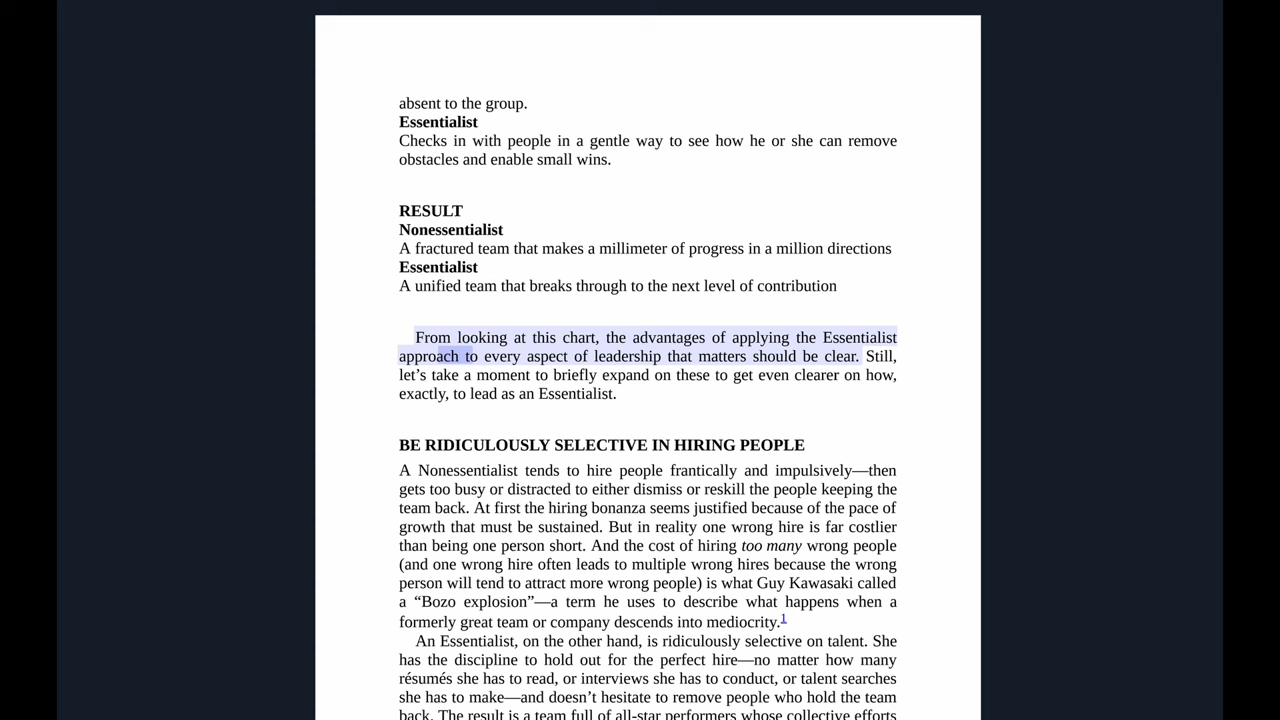 absent to the group.
Essentialist
Checks in with people in a gentle way to see how he or she can remove
obstacles and enable small wins.
RESULT
Nonessentialist
A fractured team that makes a millimeter of progress in a million directions
Essentialist
A unified team that breaks through to the next level of contribution
From looking at this chart, the advantages of applying the Essentialist
approach to every aspect of leadership that matters should be clear. Still,
let’s take a moment to briefly expand on these to get even clearer on how,
exactly, to lead as an Essentialist.
BE RIDICULOUSLY SELECTIVE IN HIRING PEOPLE
A Nonessentialist tends to hire people frantically and impulsively—then
gets too busy or distracted to either dismiss or reskill the people keeping the
team back. At first the hiring bonanza seems justified because of the pace of
growth that must be sustained. But in reality one wrong hire is far costlier
than being one person short. And the cost of hiring too many wrong people
(and one wrong hire often leads to multiple wrong hires because the wrong
person will tend to attract more wrong people) is what Guy Kawasaki called
a “Bozo explosion”—a term he uses to describe what happens when a
formerly great team or company descends into mediocrity.1
An Essentialist, on the other hand, is ridiculously selective on talent. She
has the discipline to hold out for the perfect hire—no matter how many
résumés she has to read, or interviews she has to conduct, or talent searches
she has to make—and doesn’t hesitate to remove people who hold the team
back. The result is a team full of all-star performers whose collective efforts